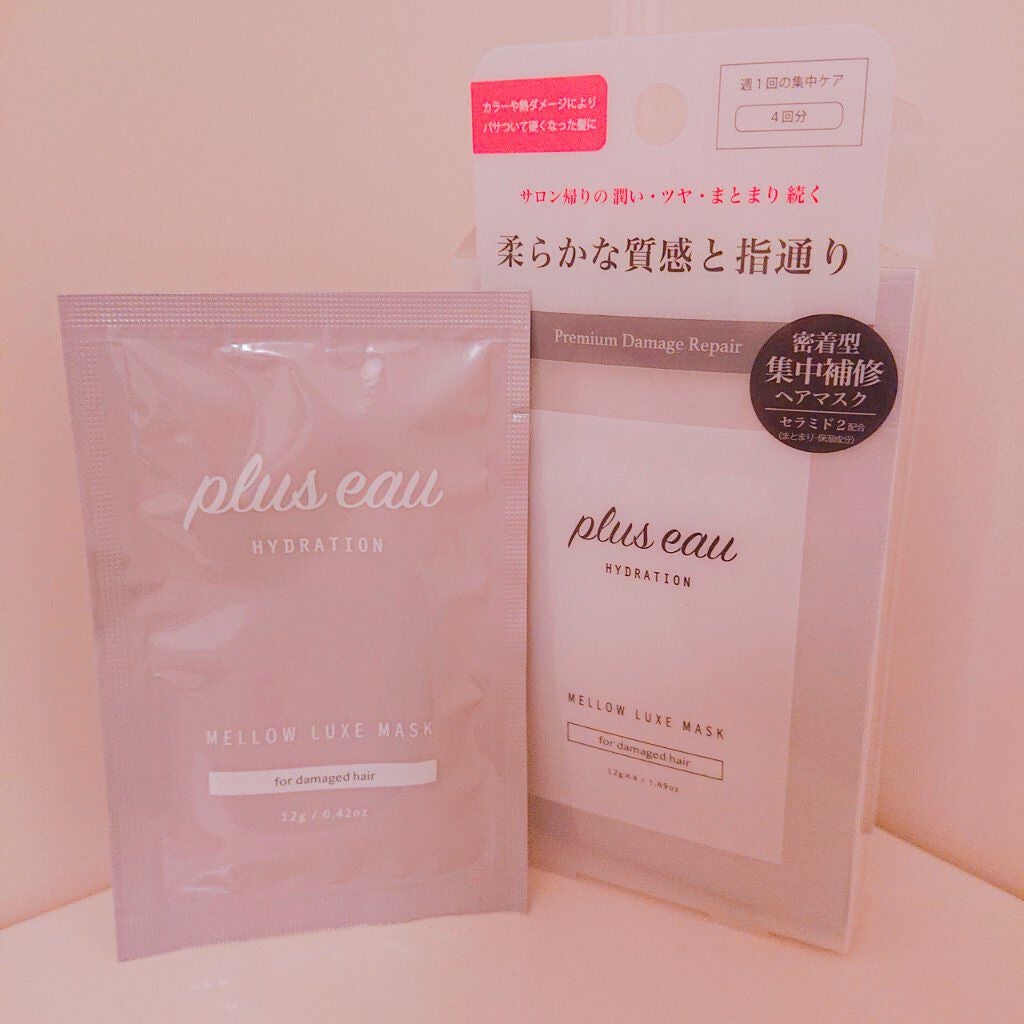 plus eau
HYDRATION
MELLOW LUXE MASK
for damaged hair
12g / 0.42oz
カラーや熱ダメージにより
パサついて硬くなった髪に
週1回の集中ケア
4回分
サロン帰りの潤い・ツヤ・まとまり続く
柔らかな質感と指通り
Premium Damage Repair
密着型
集中補修
ヘアマスク
セラミド2配合
(まとまり・保湿成分)
plus eau
HYDRATION
MELLOW LUXE MASK
for damaged hair
12g×4 / 1.69oz